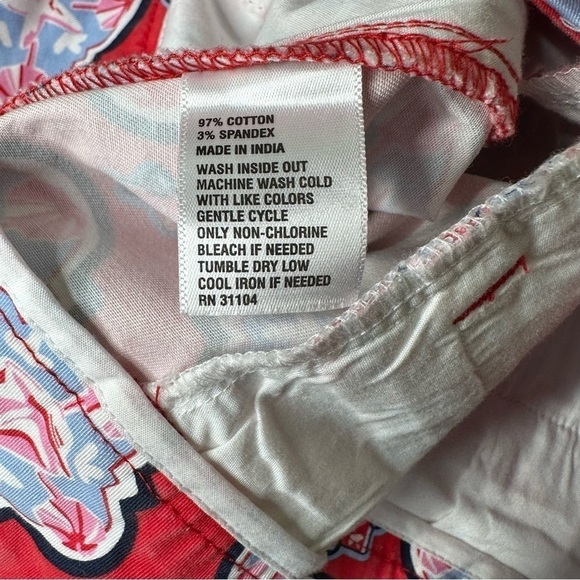 97% COTTON
3% SPANDEX
MADE IN INDIA
WASH INSIDE OUT
MACHINE WASH COLD
WITH LIKE COLORS
GENTLE CYCLE
ONLY NON-CHLORINE
BLEACH IF NEEDED
TUMBLE DRY LOW
COOL IRON IF NEEDED
RN 31104